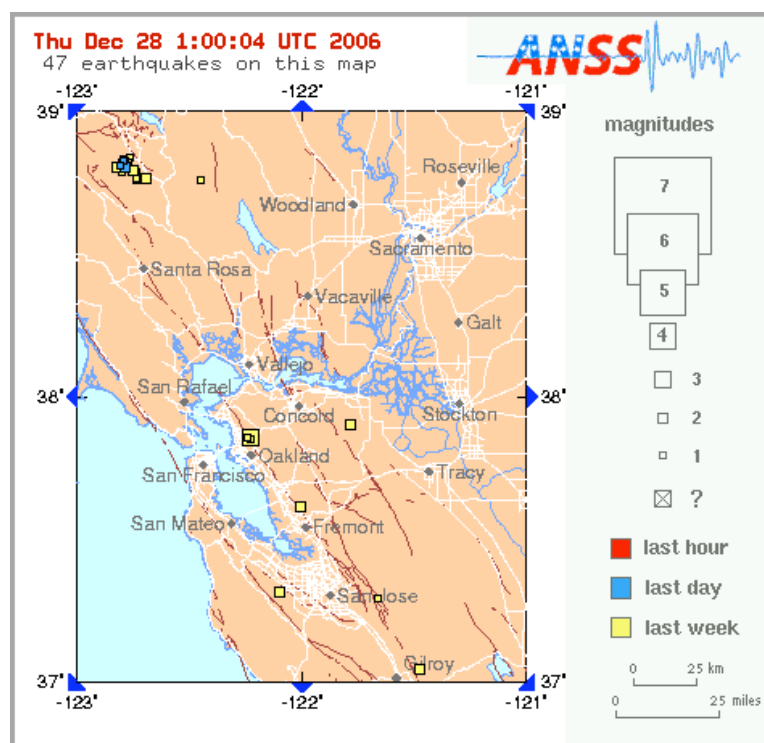 Thu Dec 28 1:00:04 UTC 2006
47 earthquakes on this map
ANSS
-123° -122° -121°
39° 39°
magnitudes
7
6
5
4
3
2
1
?
last hour
last day
last week
0 25 km
0 25 miles
Roseville
Woodland
Sacramento
Santa Rosa
Vacaville
Galt
Vallejo
San Rafael
38° 38°
Concord
Stockton
Oakland
San Francisco
Tracy
San Mateo
Fremont
San Jose
Gilroy
37° 37°
-123° -122° -121°